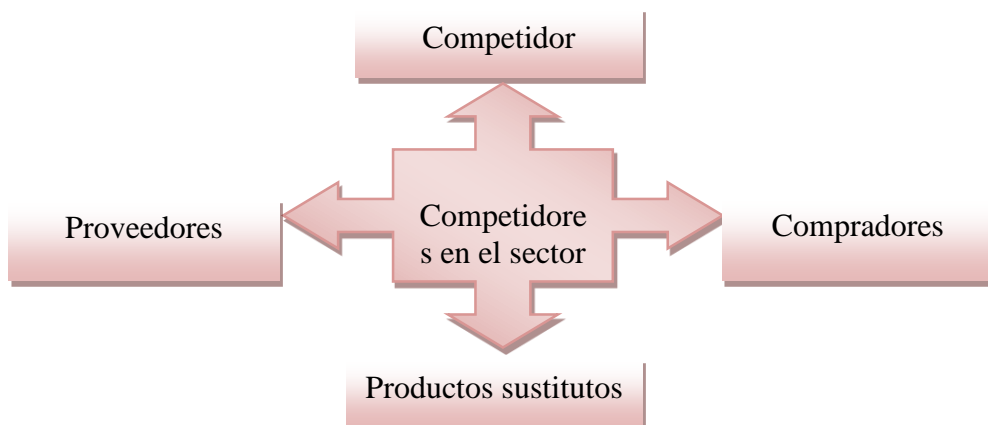 Competidor
Proveedores
Competidore
s en el sector
Compradores
Productos sustitutos